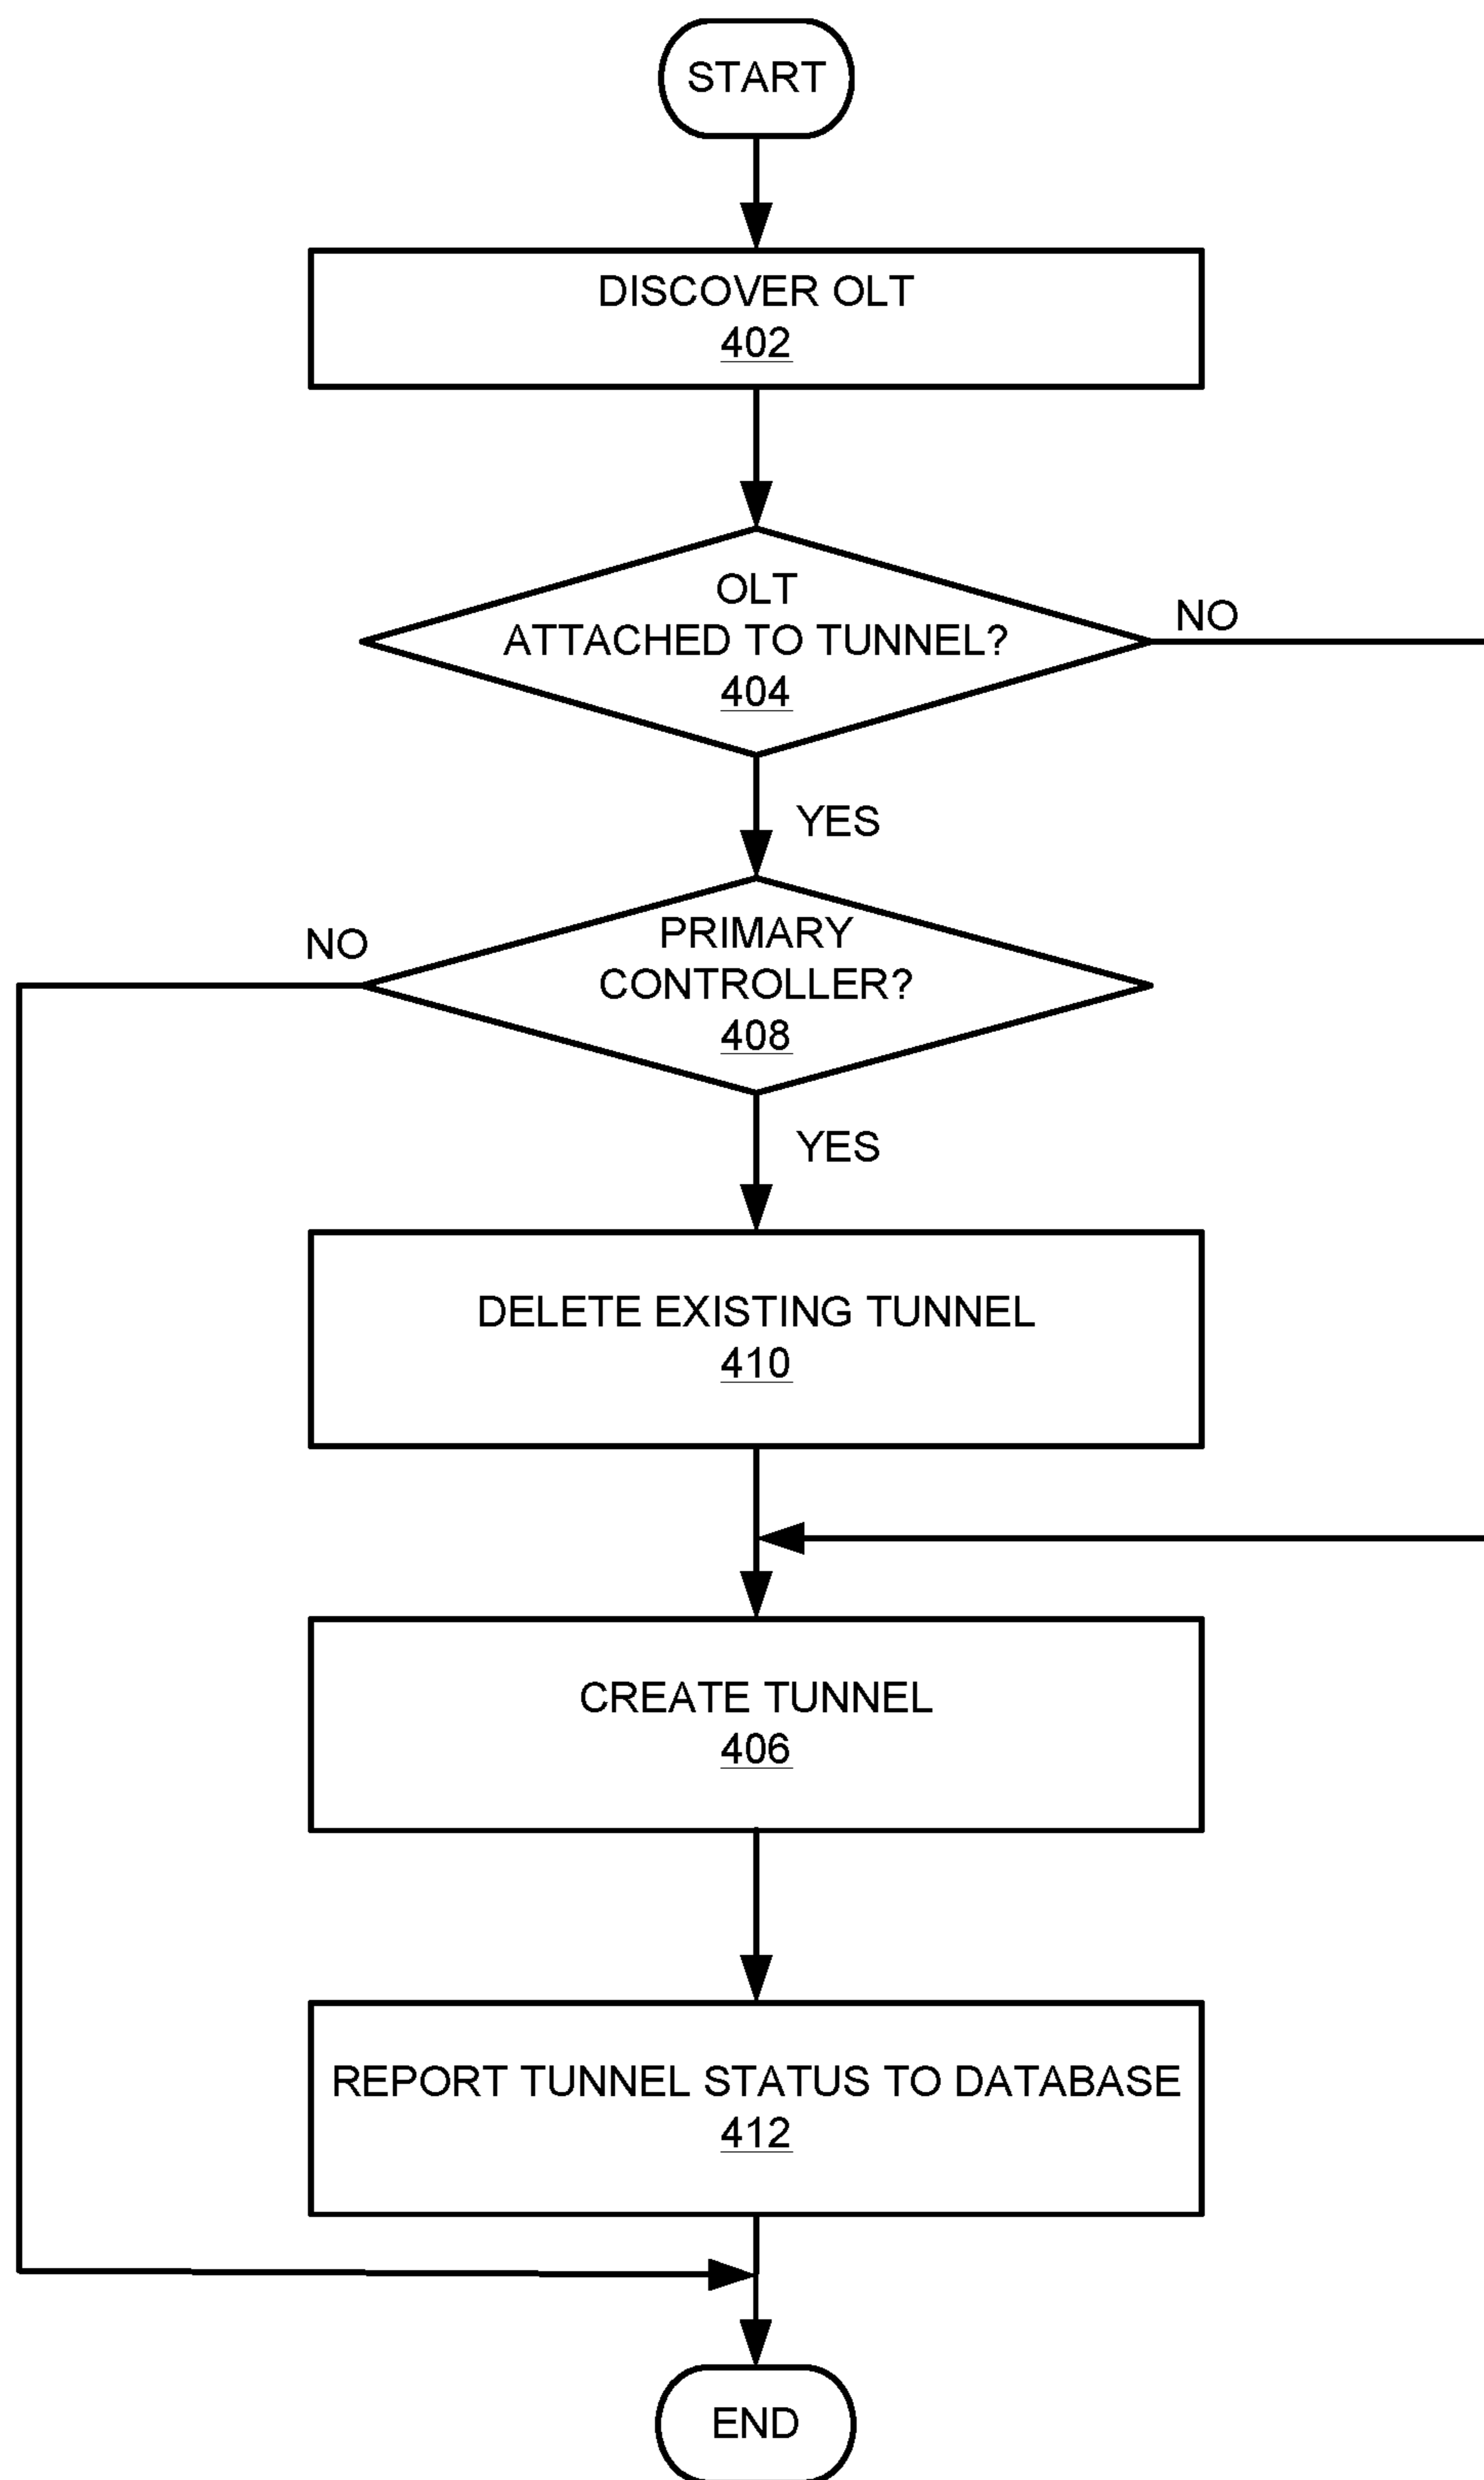 START
DISCOVER OLT
402
OLT
ATTACHED TO TUNNEL?
404
NO
YES
NO
PRIMARY
CONTROLLER?
408
YES
DELETE EXISTING TUNNEL
410
CREATE TUNNEL
406
REPORT TUNNEL STATUS TO DATABASE
412
END